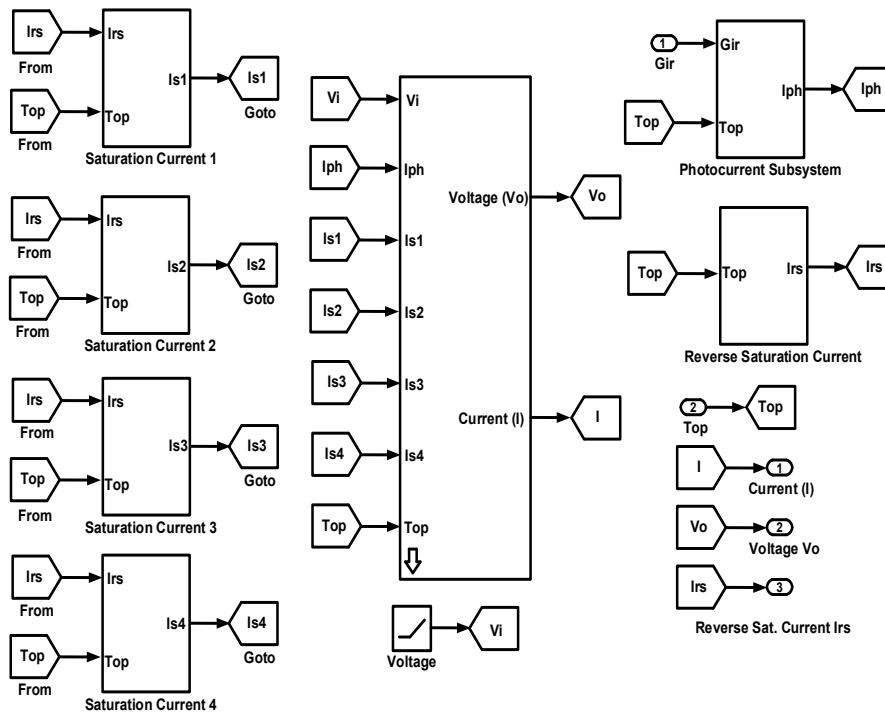 Irs
From
Irs
Top
From
Top
Is1
Is1
Goto
Saturation Current 1
Irs
From
Irs
Top
From
Top
Is2
Is2
Goto
Saturation Current 2
Irs
From
Irs
Top
From
Top
Is3
Is3
Goto
Saturation Current 3
Irs
From
Irs
Top
From
Top
Is4
Is4
Goto
Saturation Current 4
Vi
Vi
Iph
Iph
Is1
Is1
Is2
Is2
Is3
Is3
Is4
Is4
Top
Top
Voltage (Vo)
Vo
Current (I)
I
Voltage
Vi
1
Gir
Gir
Top
Top
Iph
Iph
Photocurrent Subsystem
Top
Top
Irs
Irs
Reverse Saturation Current
2
Top
Top
I
1
Current (I)
Vo
2
Voltage Vo
Irs
3
Reverse Sat. Current Irs